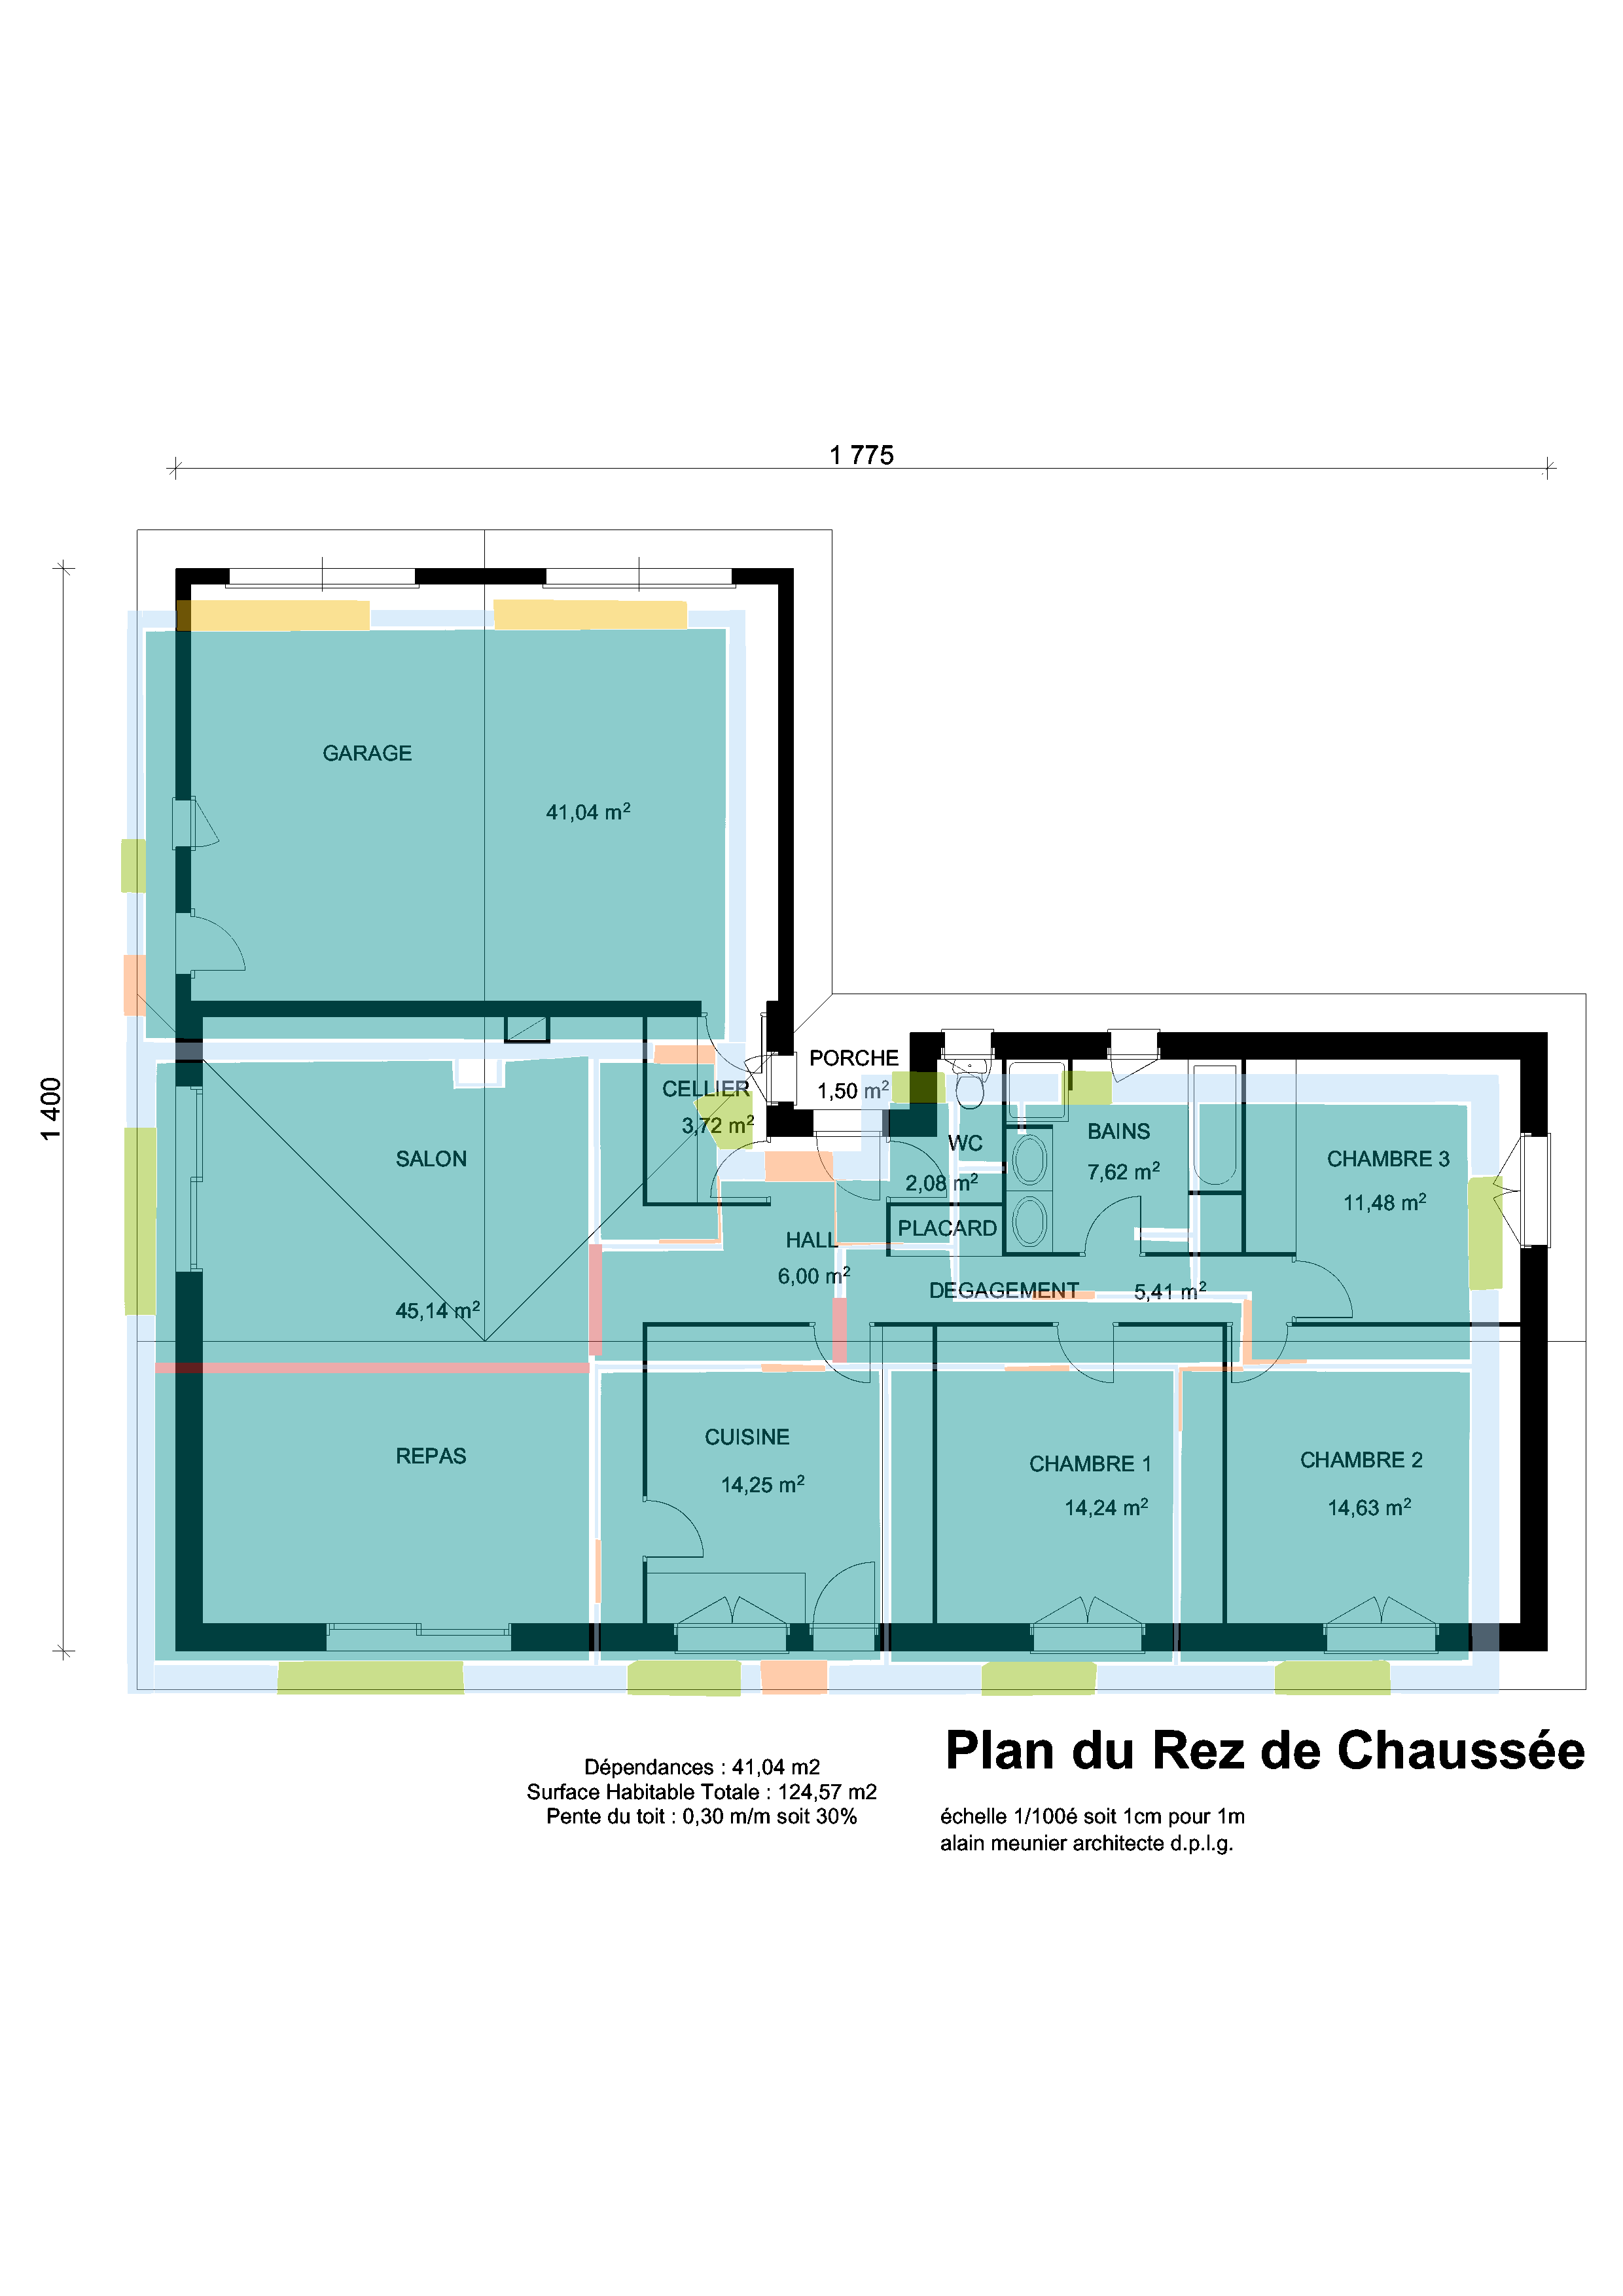 1 775
GARAGE
41,04 m²
1 400
PORCHE
1,50 m²
CELLIER
3,72 m²
WC
2,08 m²
BAINS
7,62 m²
CHAMBRE 3
11,48 m²
SALON
45,14 m²
PLACARD
HALL
6,00 m²
DEGAGEMENT 5,41 m²
REPAS
CUISINE
14,25 m²
CHAMBRE 1
14,24 m²
CHAMBRE 2
14,63 m²
Plan du Rez de Chaussée
Dépendances : 41,04 m2
Surface Habitable Totale : 124,57 m2
Pente du toit : 0,30 m/m soit 30%
échelle 1/100é soit 1cm pour 1m
alain meunier architecte d.p.l.g.